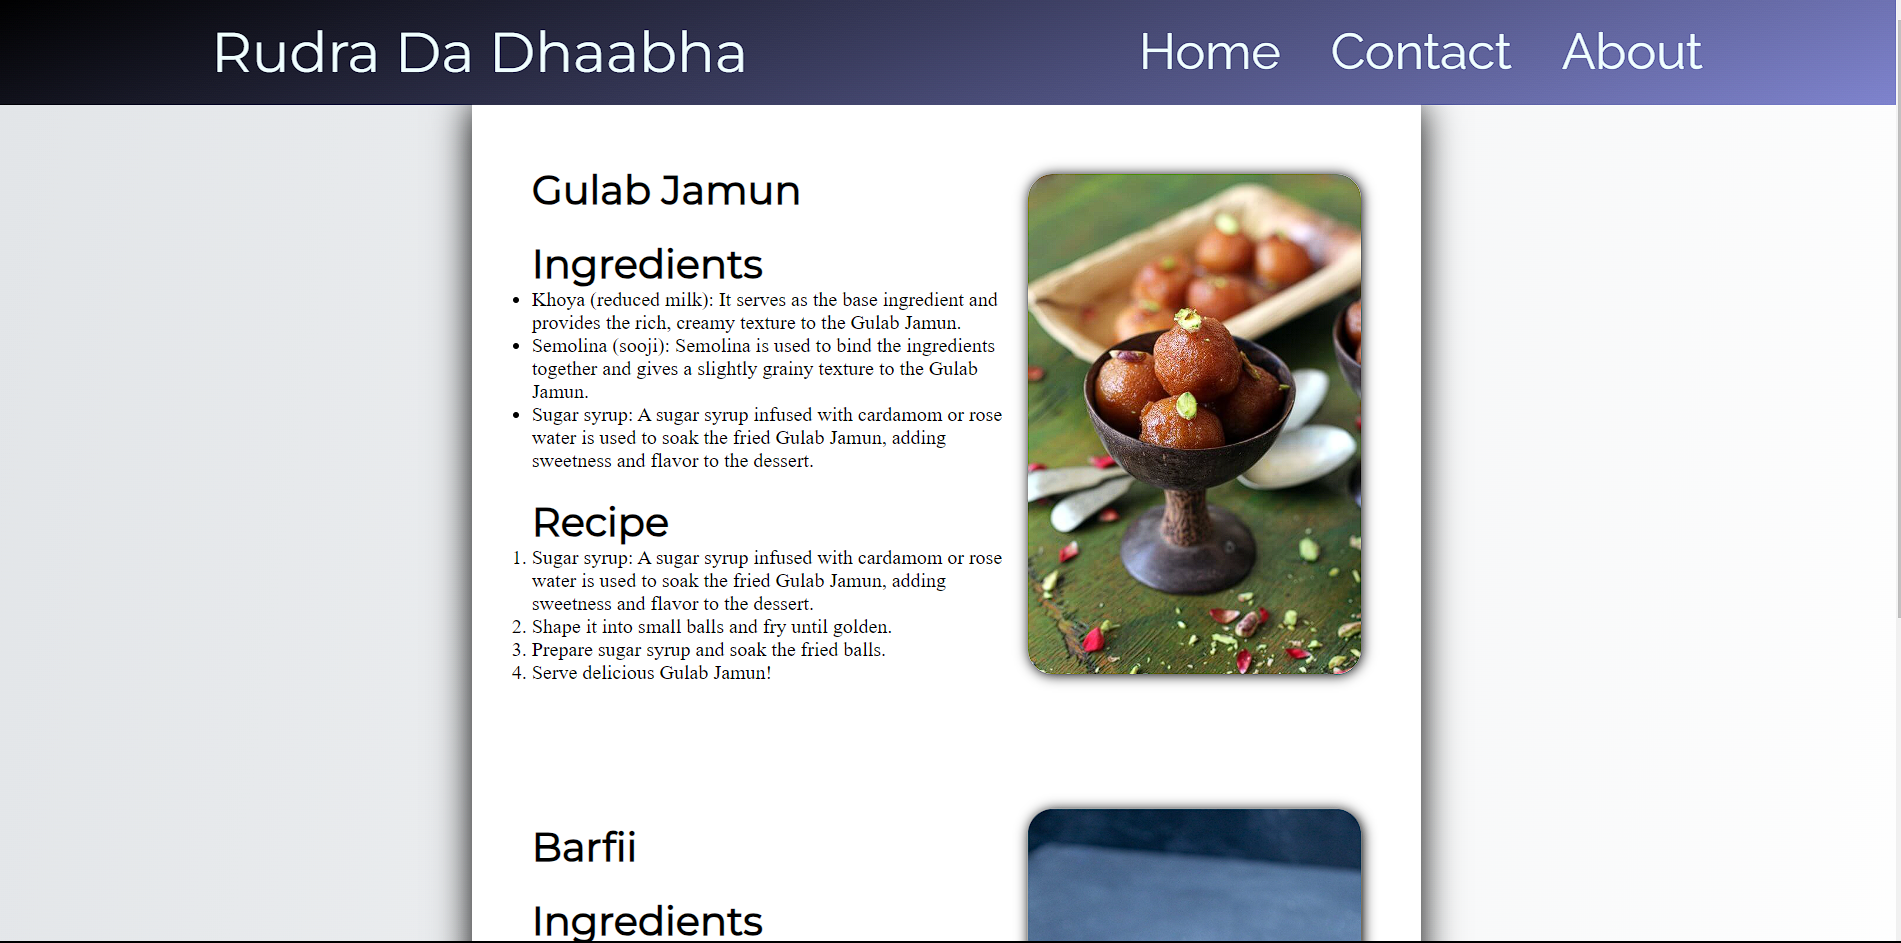 Rudra Da Dhaabha
Home Contact About
Gulab Jamun
Ingredients
• Khoya (reduced milk): It serves as the base ingredient and
provides the rich, creamy texture to the Gulab Jamun.
• Semolina (sooji): Semolina is used to bind the ingredients
together and gives a slightly grainy texture to the Gulab
Jamun.
• Sugar syrup: A sugar syrup infused with cardamom or rose
water is used to soak the fried Gulab Jamun, adding
sweetness and flavor to the dessert.
Recipe
1. Sugar syrup: A sugar syrup infused with cardamom or rose
water is used to soak the fried Gulab Jamun, adding
sweetness and flavor to the dessert.
2. Shape it into small balls and fry until golden.
3. Prepare sugar syrup and soak the fried balls.
4. Serve delicious Gulab Jamun!
Barfii
Ingredients